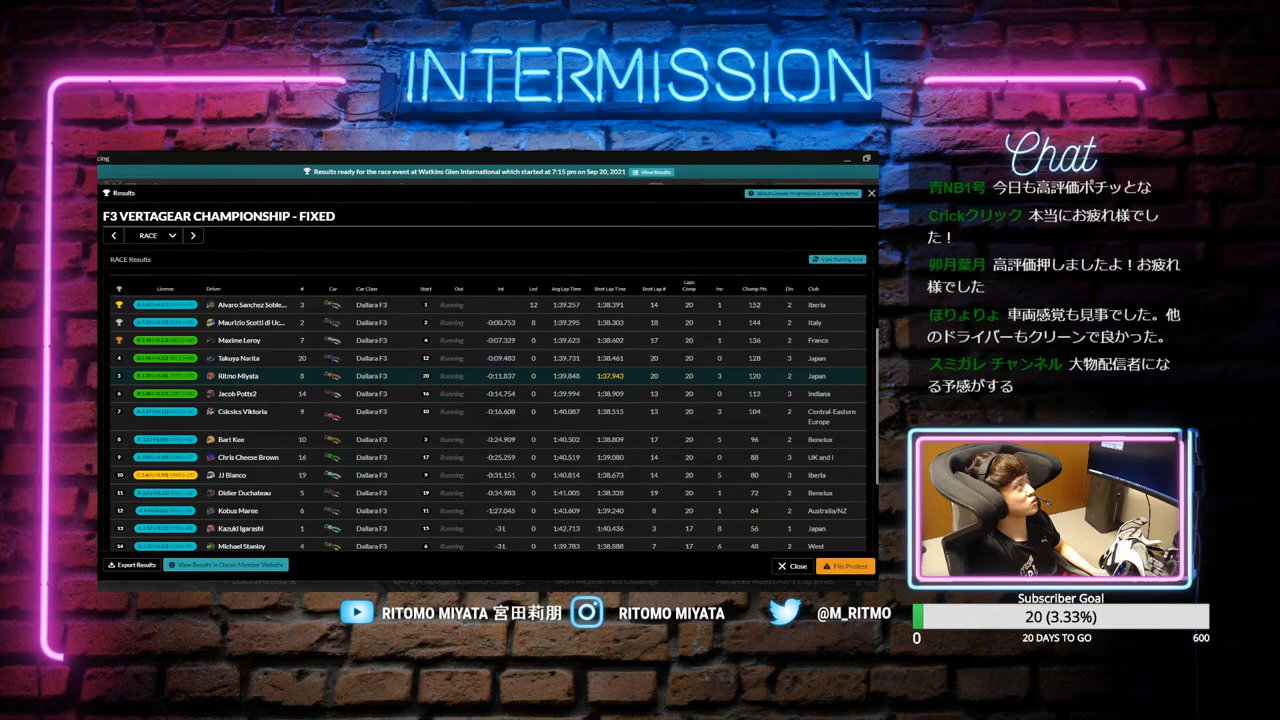 INTERMISSION
Chat
cing
Results ready for the race event at Watkins Glen International which started at 7:15 pm on Sep 20, 2021 View Results
Results
F3 VERTAGEAR CHAMPIONSHIP - FIXED
RACE
RACE Results View Starting Grid
License Driver # Car Car Class Start Out Int Led Avg Lap Time Best Lap Time Best Lap # Laps Comp Inc Champ Pts Div Club
Alvaro Sanchez Soble... 3 Dallara F3 1 Running 12 1:39.257 1:38.391 14 20 1 152 2 Iberia
Maurizio Scotti di Uc... 2 Dallara F3 Running -0:00.753 8 1:39.295 1:38.303 18 20 1 144 2 Italy
Maxime Leroy 7 Dallara F3 Running -0:07.329 0 1:39.623 1:38.602 17 20 1 136 2 France
4 Takuya Narita 20 Dallara F3 12 Running -0:09.483 0 1:39.731 1:38.461 20 20 0 128 3 Japan
5 Ritmo Miyata 8 Dallara F3 20 Running -0:11.837 0 1:39.848 1:37.943 20 20 3 120 2 Japan
6 Jacob Potts2 14 Dallara F3 Running -0:14.754 0 1:39.994 1:38.909 13 20 0 112 3 Indiana
7 Csicsics Viktoria 9 Dallara F3 10 Running -0:16.608 0 1:40.087 1:38.515 13 20 3 104 2 Central-Eastern
Europe
8 Bart Kee 10 Dallara F3 Running -0:24.909 0 1:40.502 1:38.809 17 20 5 96 2 Benelux
9 Chris Cheese Brown 16 Dallara F3 17 Running -0:25.259 0 1:40.514 1:39.080 14 20 0 88 3 UK and I
10 JJ Bianco 19 Dallara F3 9 Running -0:31.151 0 1:40.814 1:38.673 14 20 5 80 3 Iberia
11 Didier Duchateau 5 Dallara F3 19 Running -0:34.983 0 1:41.005 1:38.328 19 20 1 72 2 Benelux
12 Kobus Maree 6 Dallara F3 Running -1:27.045 0 1:43.609 1:39.240 8 20 1 64 2 Australia/NZ
13 Kazuki Igarashi 1 Dallara F3 Running -3 L 0 1:42.713 1:40.436 3 17 8 56 1 Japan
14 Michael Stanley 4 Dallara F3 6 Running -3 L 0 1:39.783 1:38.888 7 17 6 48 2 West
Export Results View Results in Classic Member Website Close File Protest
青NB1号 今日も高評価ポチッとな
Crickクリック 本当にお疲れ様でし
た！
卯月葉月 高評価押しましたよ！お疲れ
様でした
ほりょりょ 車両感覚も見事でした。他
のドライバーもクリーンで良かった。
スミガレ チャンネル 大物配信者にな
る予感がする
Subscriber Goal
20 (3.33%)
0 20 DAYS TO GO 600
RITOMO MIYATA 宮田莉朋 RITOMO MIYATA @M_RITMO